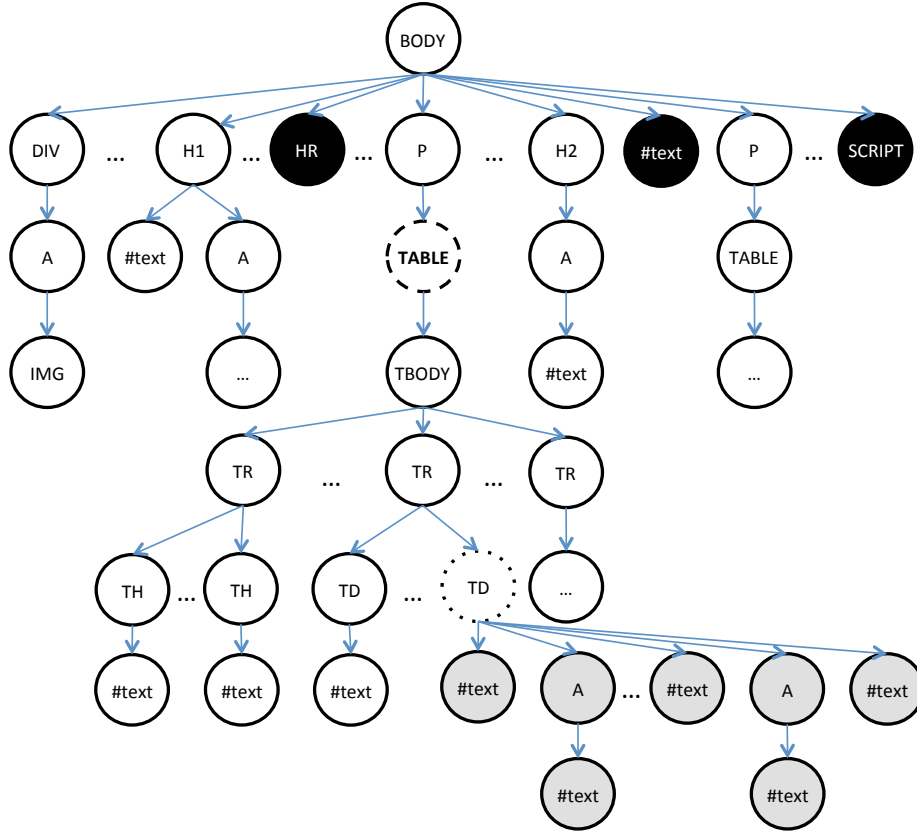 BODY
DIV ... H1 ... HR ... P ... H2 #text P ... SCRIPT
A #text A TABLE A TABLE
IMG ... TBODY #text ...
TR ... TR ... TR
TH ... TH TD ... TD ...
#text #text #text #text A ... #text A #text
#text #text